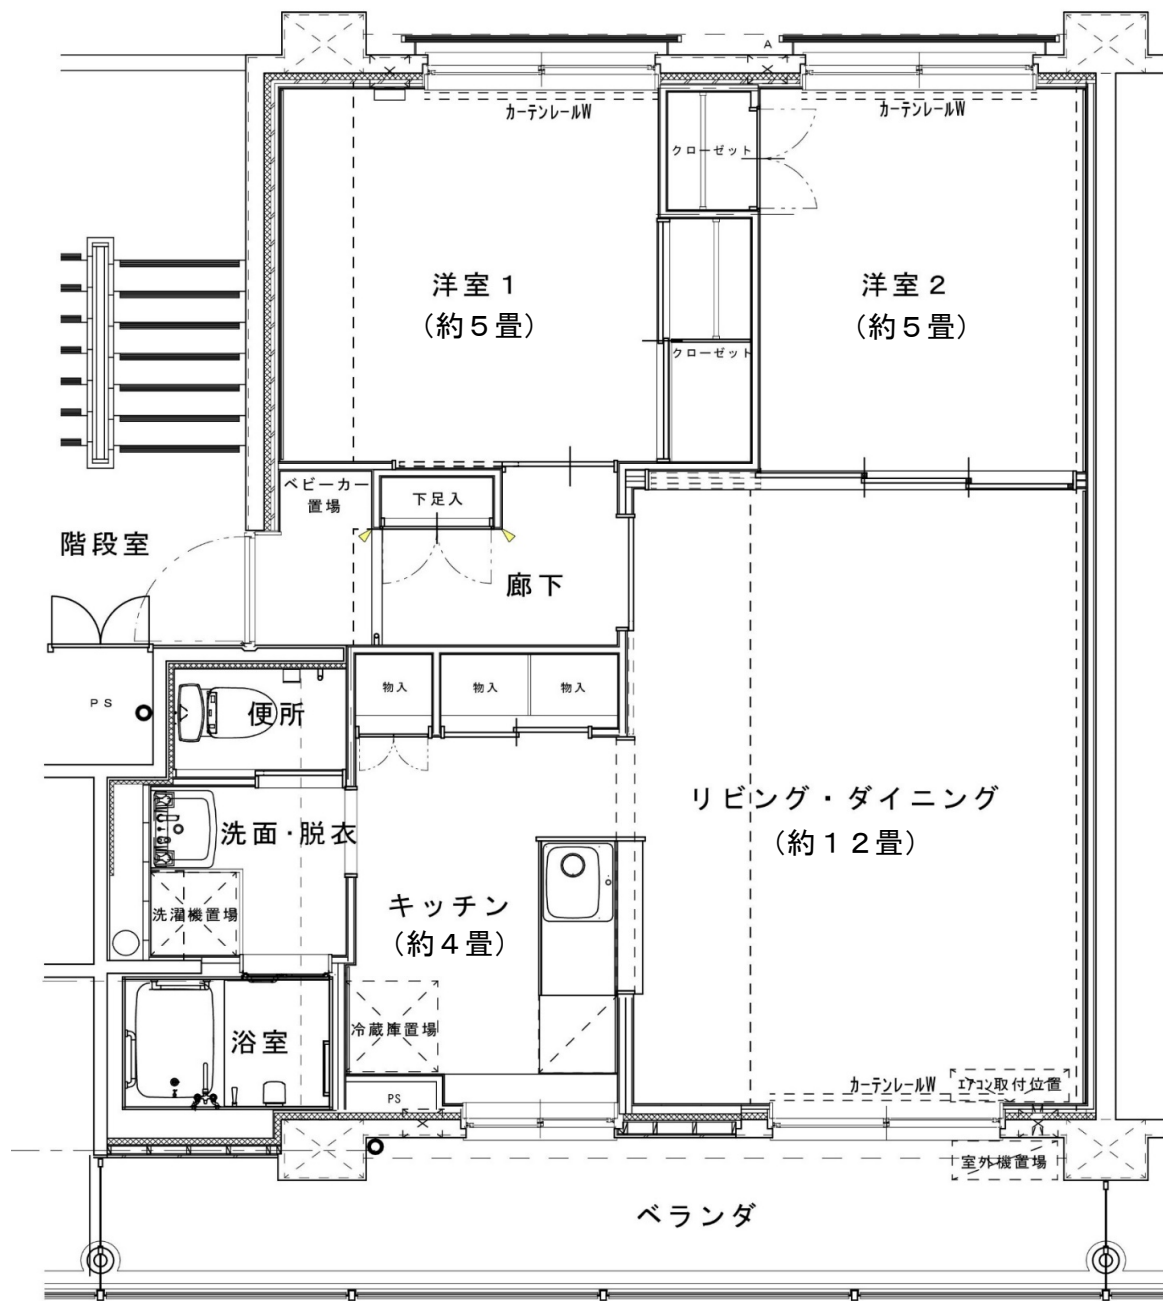 A
カーテンレールW
カーテンレールW
クローゼット
洋室１
（約５畳）
洋室２
（約５畳）
クローゼット
ベビーカー
置場
下足入
階段室
廊下
PS
便所
物入
物入
物入
リビング・ダイニング
（約１２畳）
洗面・脱衣
洗濯機置場
キッチン
（約４畳）
冷蔵庫置場
浴室
PS
カーテンレールW
エアコン取付位置
室外機置場
ベランダ